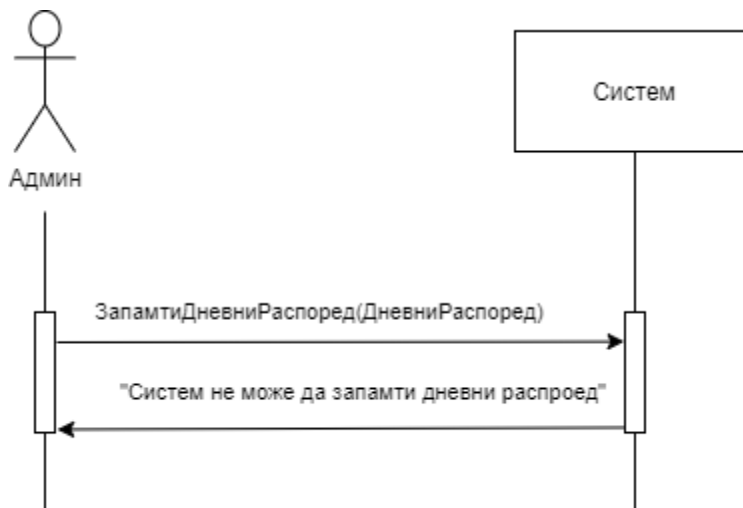 Админ
Систем
ЗапамтиДневниРаспоред(ДневниРаспоред)
"Систем не може да запамти дневни распроед"